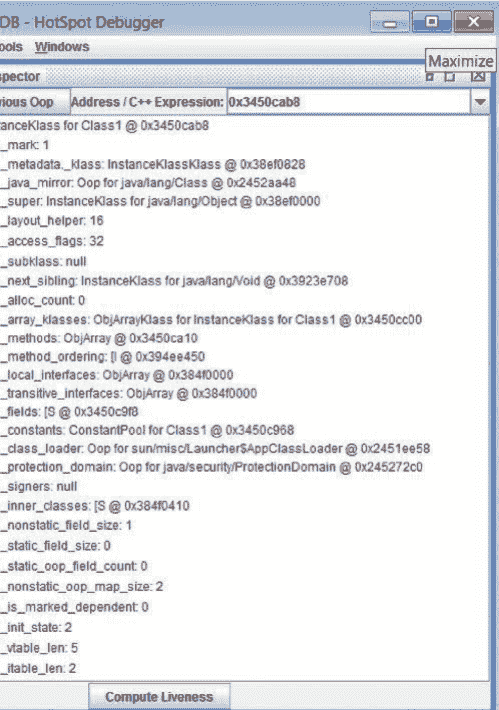 DB - HotSpot Debugger
ools Windows
Maximize
spector
vious Oop Address / C++ Expression: 0x3450cab8
anceKlass for Class1 @ 0x3450cab8
_mark: 1
_metadata._klass: InstanceKlassKlass @ 0x38ef0828
_java_mirror: Oop for java/lang/Class @ 0x2452aa48
_super: InstanceKlass for java/lang/Object @ 0x38ef0000
_layout_helper: 16
_access_flags: 32
_subklass: null
_next_sibling: InstanceKlass for java/lang/Void @ 0x3923e708
_alloc_count: 0
_array_klasses: ObjArrayKlass for InstanceKlass for Class1 @ 0x3450cc00
_methods: ObjArray @ 0x3450ca10
_method_ordering: [I @ 0x394ee450
_local_interfaces: ObjArray @ 0x384f0000
_transitive_interfaces: ObjArray @ 0x384f0000
_fields: [S @ 0x3450c9f8
_constants: ConstantPool for Class1 @ 0x3450c968
_class_loader: Oop for sun/misc/Launcher$AppClassLoader @ 0x2451ee58
_protection_domain: Oop for java/security/ProtectionDomain @ 0x245272c0
_signers: null
_inner_classes: [S @ 0x384f0410
_nonstatic_field_size: 1
_static_field_size: 0
_static_oop_field_count: 0
_nonstatic_oop_map_size: 2
_is_marked_dependent: 0
_init_state: 2
_vtable_len: 5
_itable_len: 2
Compute Liveness